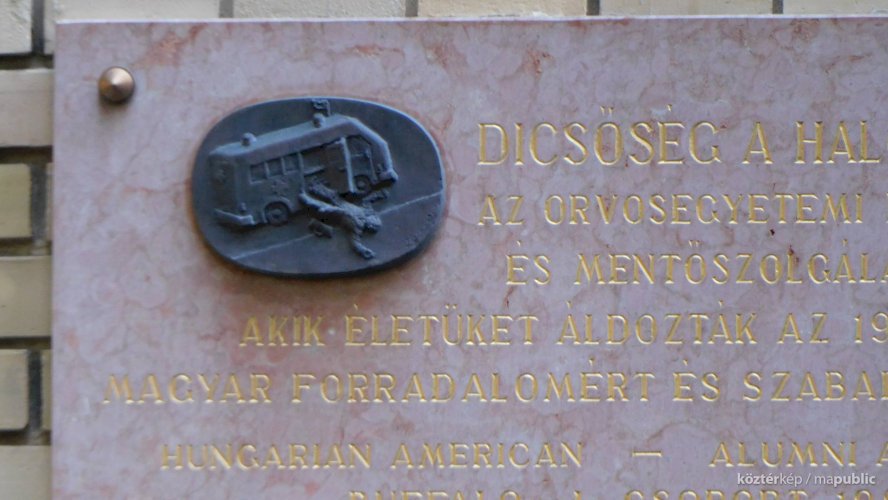 DICSŐSÉG A HAL
AZ ORVOSEGYETEMI
ÉS MENTŐSZOLGÁLA
AKIK ÉLETÜKET ÁLDOZTÁK AZ 19
MAGYAR FORRADALOMÉRT ÉS SZABAD
HUNGARIAN AMERICAN — ALUMNI A
köztérkép / mapublic